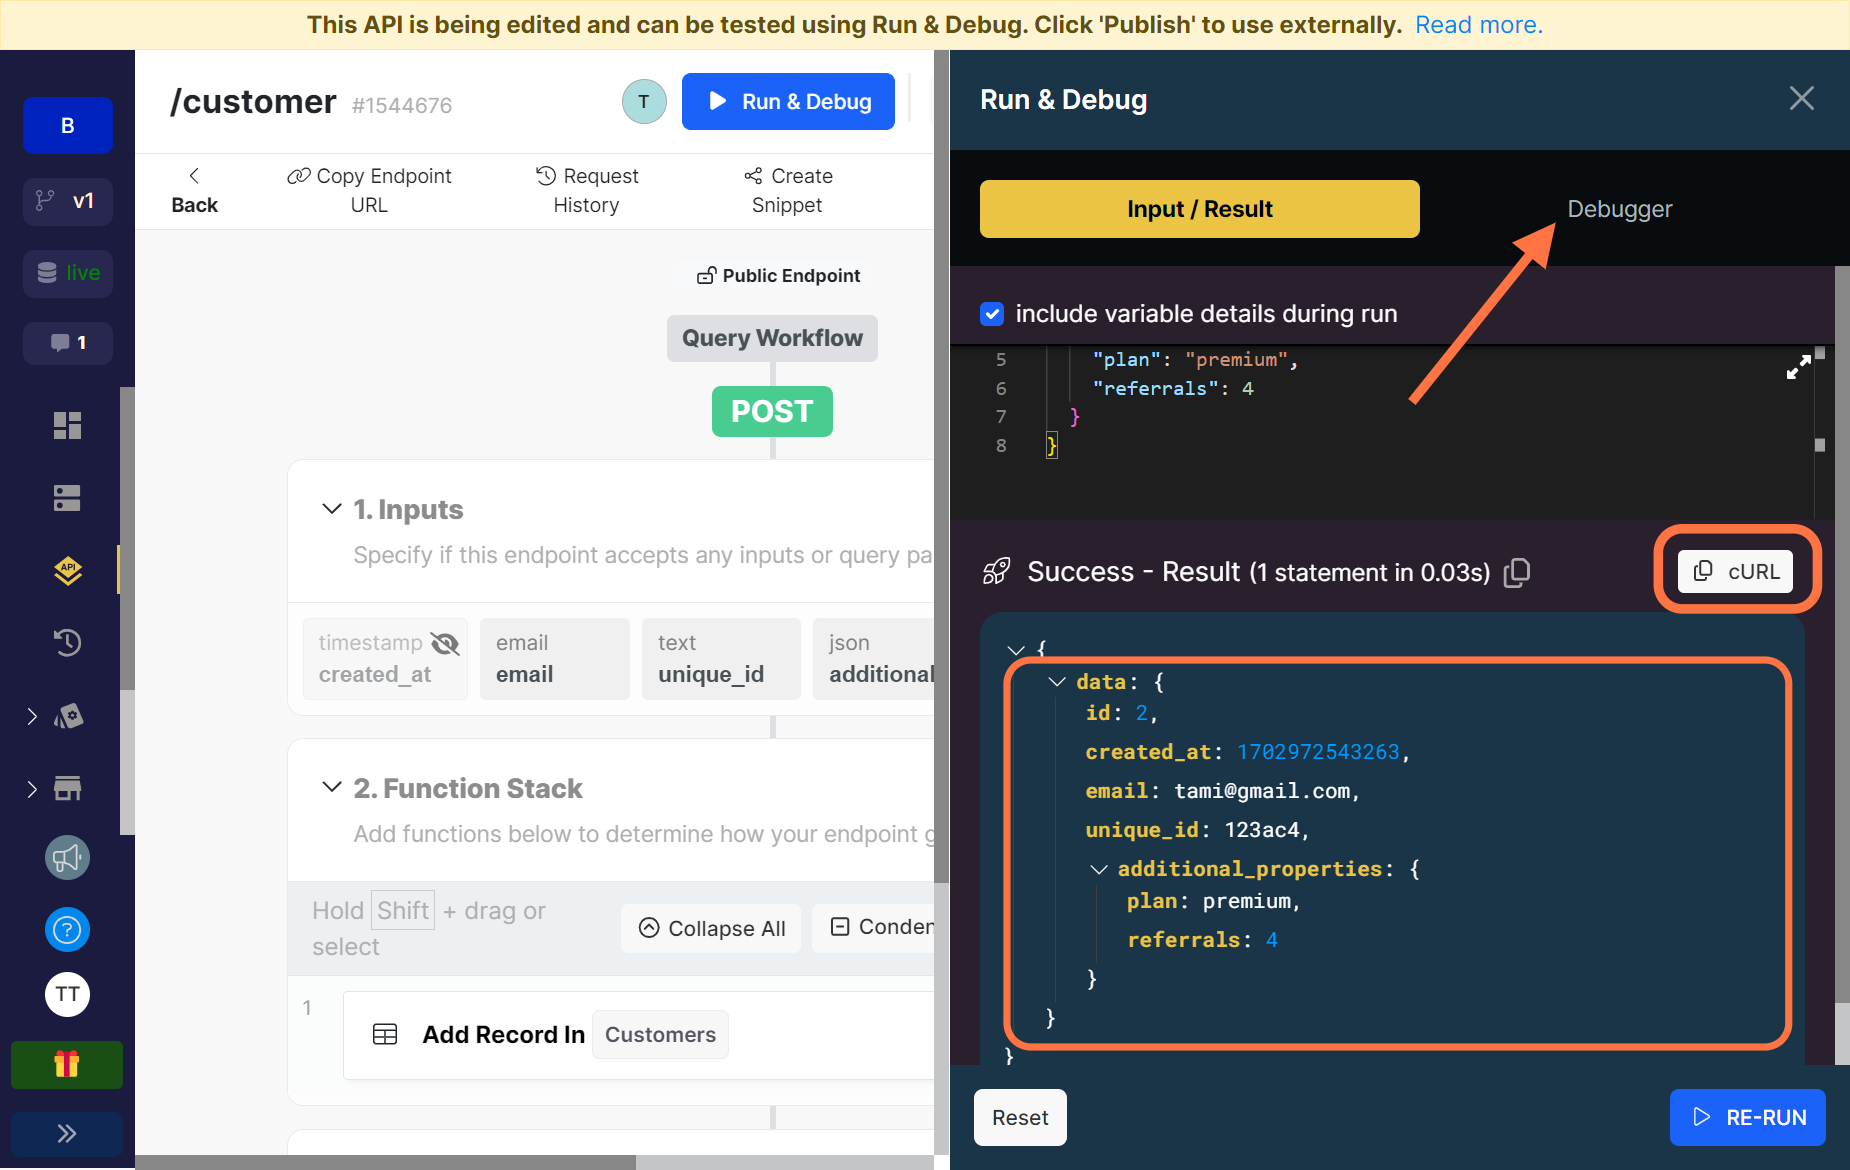 This API is being edited and can be tested using Run & Debug. Click 'Publish' to use externally. Read more.
B
v1
live
1
API
?
TT
/customer #1544676
T
Run & Debug
Back
Copy Endpoint
URL
Request
History
Create
Snippet
Public Endpoint
Query Workflow
POST
1. Inputs
Specify if this endpoint accepts any inputs or query pa
timestamp
created_at
email
email
text
unique_id
json
additional
2. Function Stack
Add functions below to determine how your endpoint g
Hold Shift + drag or
select
Collapse All
Conden
1
Add Record In Customers
Run & Debug
Input / Result
Debugger
include variable details during run
5 "plan": "premium",
6 "referrals": 4
7 }
8 }
Success - Result (1 statement in 0.03s)
cURL
{
data: {
id: 2,
created_at: 1702972543263,
email: tami@gmail.com,
unique_id: 123ac4,
additional_properties: {
plan: premium,
referrals: 4
}
}
}
Reset
RE-RUN